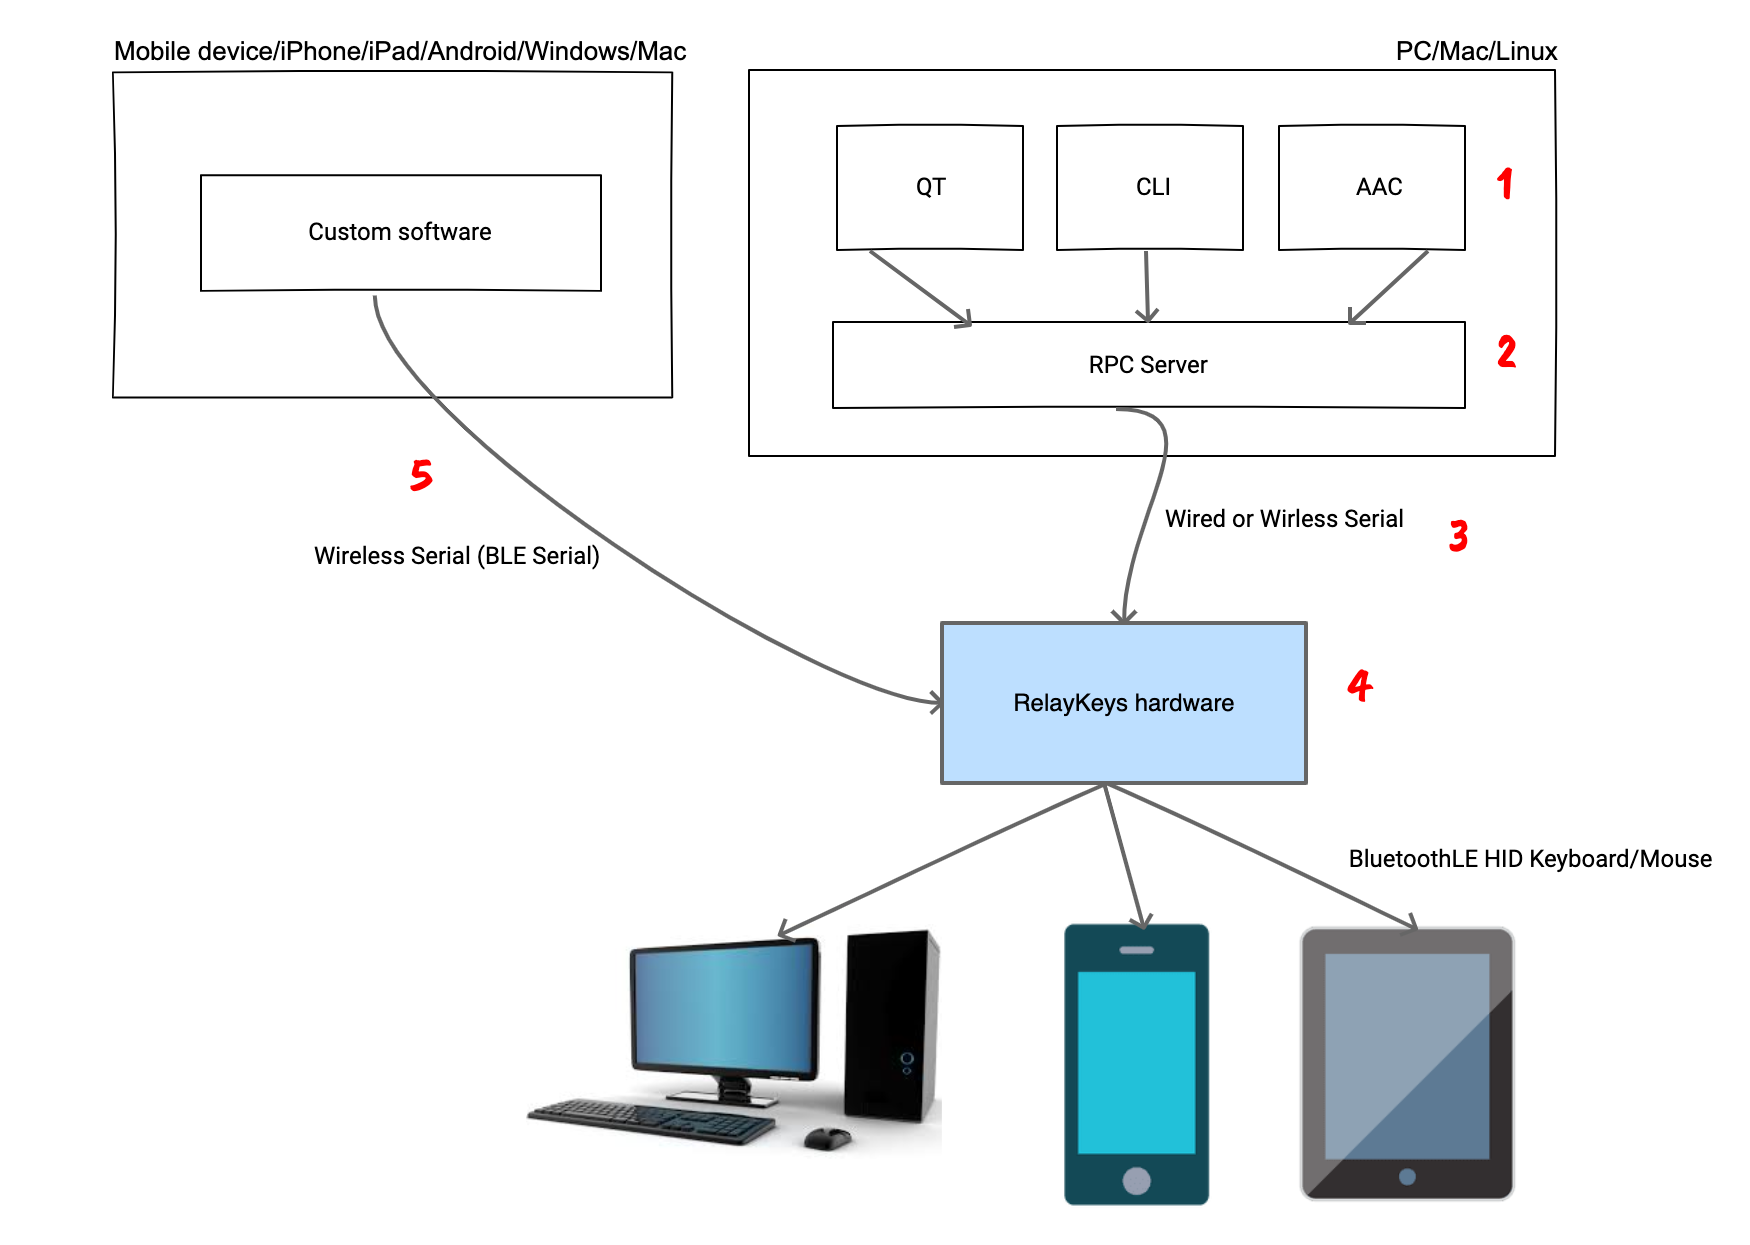 Mobile device/iPhone/iPad/Android/Windows/Mac
PC/Mac/Linux
QT
CLI
AAC
1
Custom software
RPC Server
2
5
Wired or Wirless Serial
3
Wireless Serial (BLE Serial)
RelayKeys hardware
4
BluetoothLE HID Keyboard/Mouse